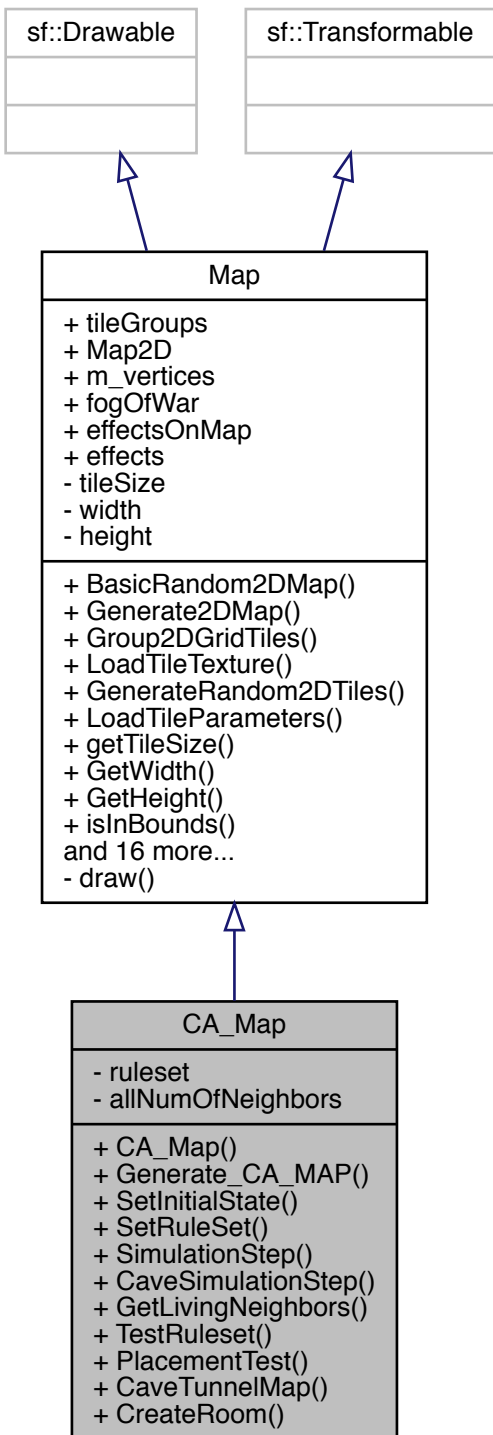 sf::Drawable
sf::Transformable
Map
+ tileGroups
+ Map2D
+ m_vertices
+ fogOfWar
+ effectsOnMap
+ effects
- tileSize
- width
- height
+ BasicRandom2DMap()
+ Generate2DMap()
+ Group2DGridTiles()
+ LoadTileTexture()
+ GenerateRandom2DTiles()
+ LoadTileParameters()
+ getTileSize()
+ GetWidth()
+ GetHeight()
+ isInBounds()
and 16 more...
- draw()
CA_Map
- ruleset
- allNumOfNeighbors
+ CA_Map()
+ Generate_CA_MAP()
+ SetInitialState()
+ SetRuleSet()
+ SimulationStep()
+ CaveSimulationStep()
+ GetLivingNeighbors()
+ TestRuleset()
+ PlacementTest()
+ CaveTunnelMap()
+ CreateRoom()